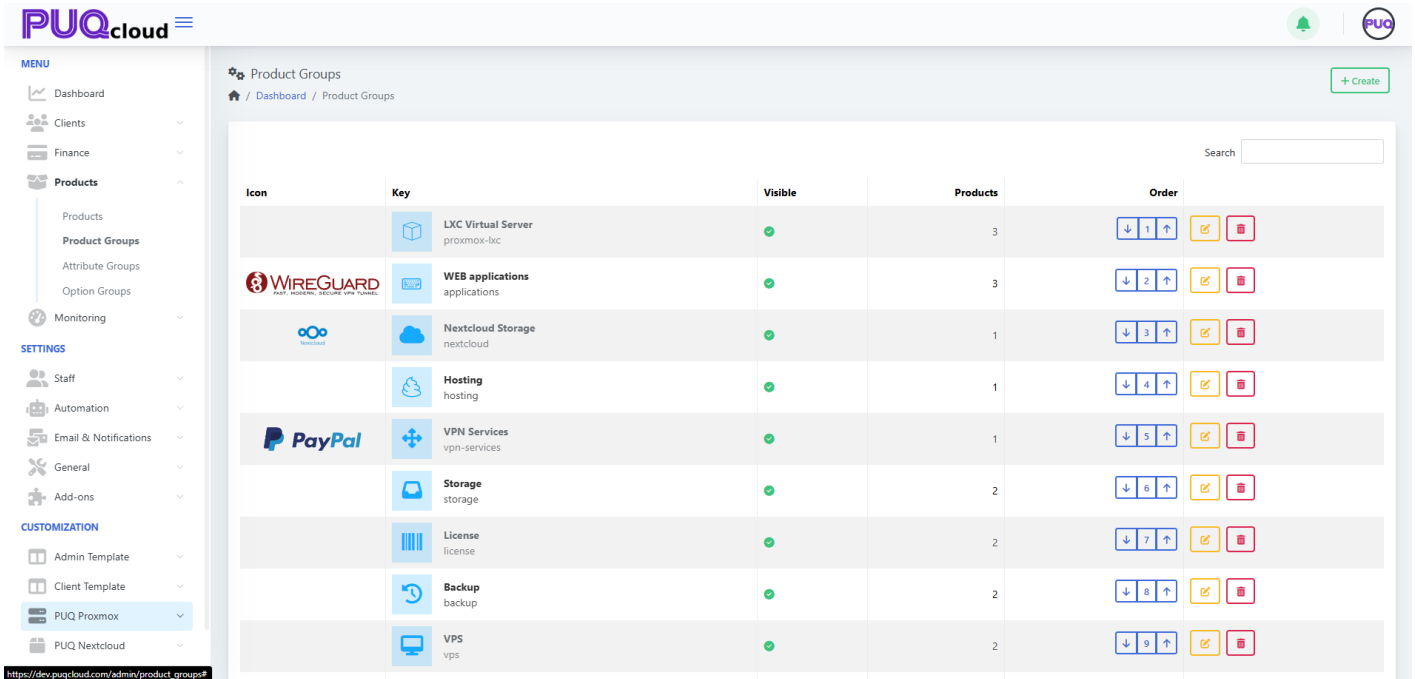 PUQcloud
PUQ
MENU
Dashboard
Clients
Finance
Products
Products
Product Groups
Attribute Groups
Option Groups
Monitoring
SETTINGS
Staff
Automation
Email & Notifications
General
Add-ons
CUSTOMIZATION
Admin Template
Client Template
PUQ Proxmox
PUQ Nextcloud
https://dev.puqcloud.com/admin/product_groups#
Product Groups
/ Dashboard / Product Groups
+ Create
Search
Icon Key Visible Products Order
LXC Virtual Server
proxmox-lxc
3 1
WIREGUARD
FAST, MODERN, SECURE VPN TUNNEL
WEB applications
applications
3 2
Nextcloud
Nextcloud Storage
nextcloud
1 3
Hosting
hosting
1 4
PayPal
VPN Services
vpn-services
1 5
Storage
storage
2 6
License
license
2 7
Backup
backup
2 8
VPS
vps
2 9